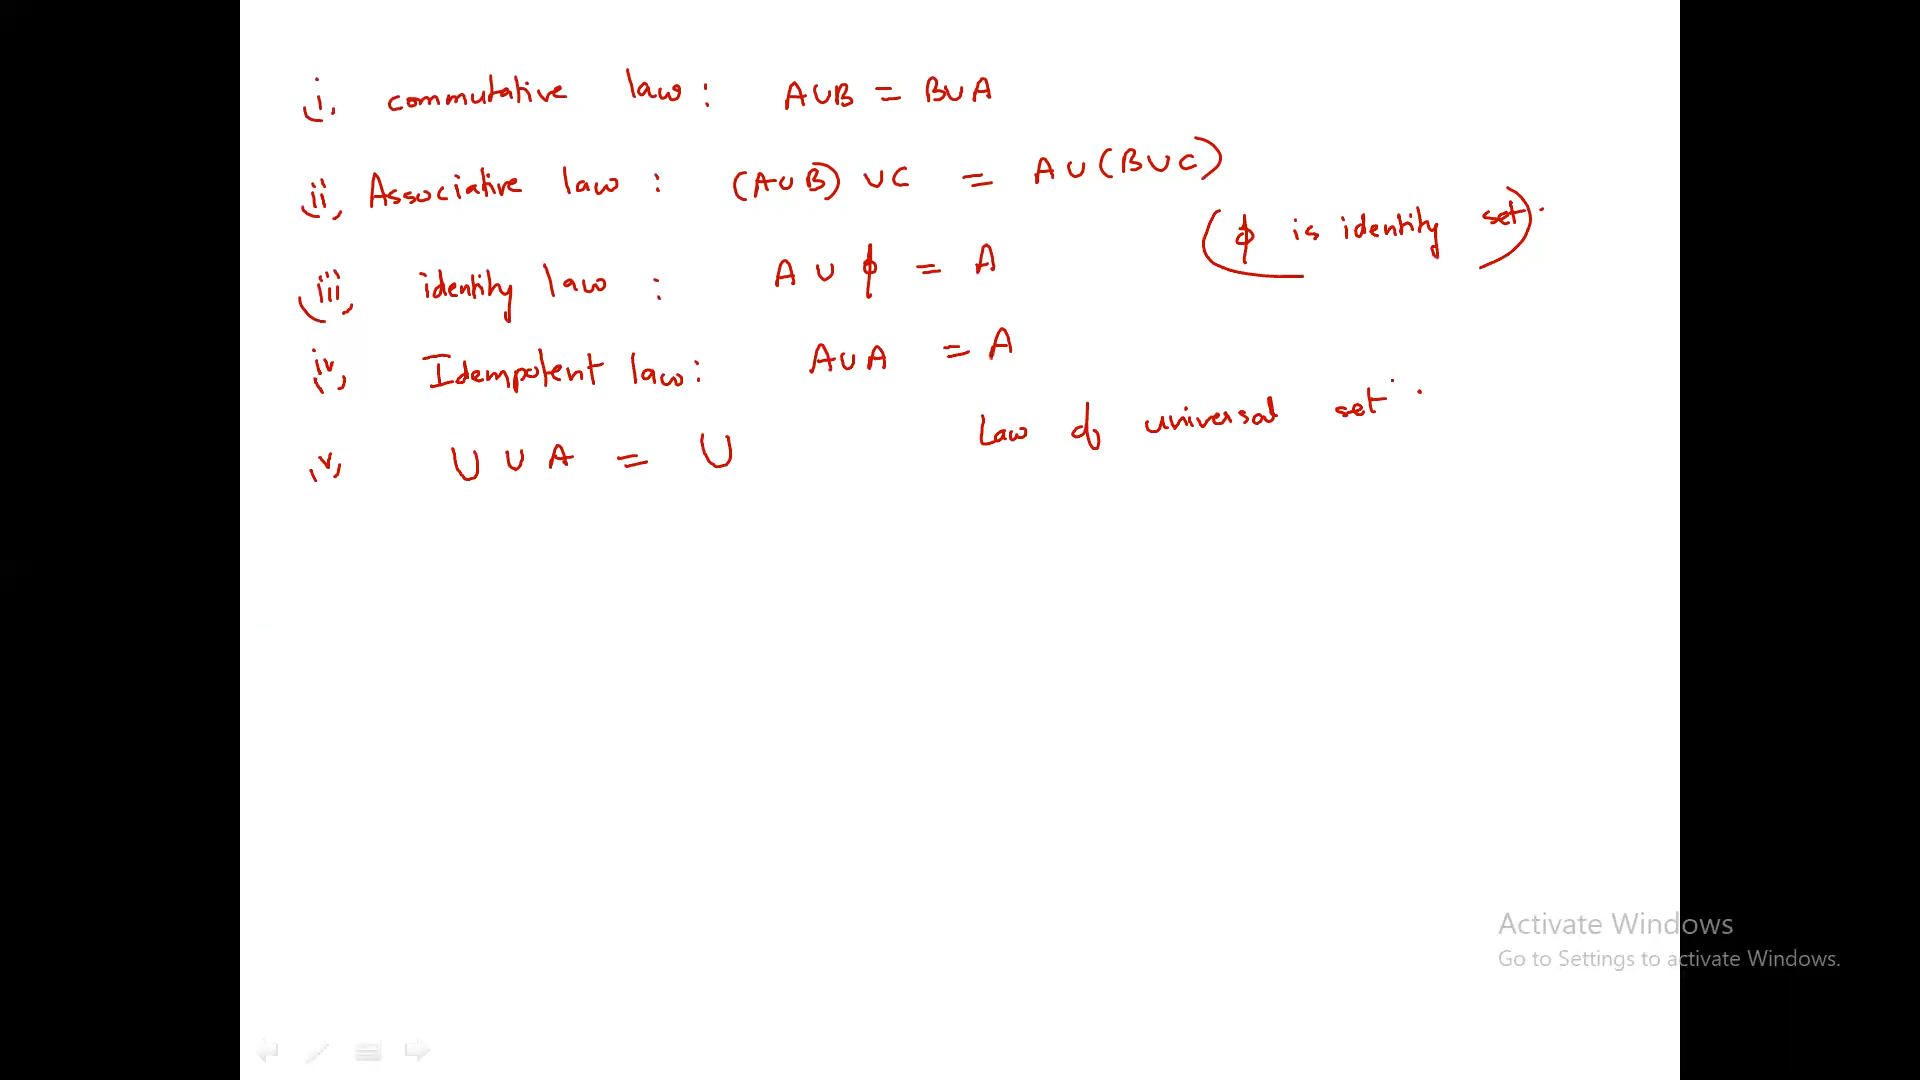 (i) commutative law : A∪B = B∪A
(ii) Associative law : (A∪B) ∪C = A∪(B∪C)
(iii) identity law : A ∪ ϕ = A (ϕ is identity set).
(iv) Idempotent law: A∪A = A
(v) U ∪ A = U Law of universal set.
Activate Windows
Go to Settings to activate Windows.